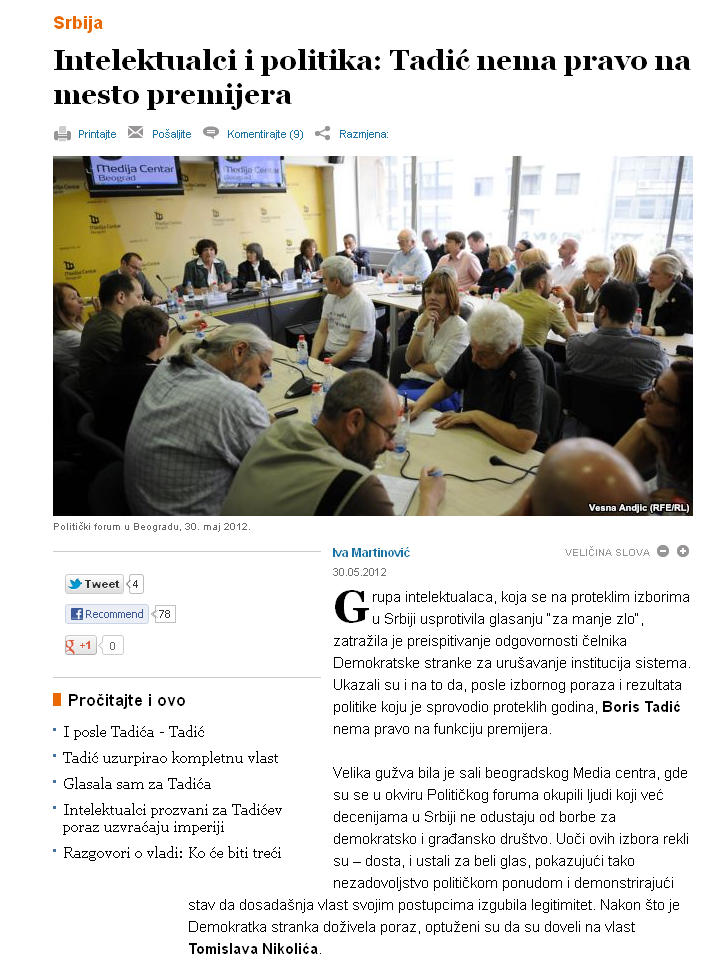 Srbija
Intelektualci i politika: Tadić nema pravo na
mesto premijera
Printajte Pošaljite Komentirajte (9) Razmjena:
Medija Centar
Beograd
Medija Centar
Beograd
Vesna Andjic (RFE/RL)
Politički forum u Beogradu, 30. maj 2012.
Tweet 4
Recommend 78
+1 0
Pročitajte i ovo
I posle Tadića - Tadić
Tadić uzurpirao kompletnu vlast
Glasala sam za Tadića
Intelektualci prozvani za Tadićev
poraz uzvraćaju imperiji
Razgovori o vladi: Ko će biti treći
Iva Martinović VELIČINA SLOVA
30.05.2012
Grupa intelektualaca, koja se na proteklim izborima
u Srbiji usprotivila glasanju "za manje zlo",
zatražila je preispitivanje odgovornosti čelnika
Demokratske stranke za urušavanje institucija sistema.
Ukazali su i na to da, posle izbornog poraza i rezultata
politike koju je sprovodio proteklih godina, Boris Tadić
nema pravo na funkciju premijera.
Velika gužva bila je sali beogradskog Media centra, gde
su se u okviru Političkog foruma okupili ljudi koji već
decenijama u Srbiji ne odustaju od borbe za
demokratsko i građansko društvo. Uoči ovih izbora rekli
su – dosta, i ustali za beli glas, pokazujući tako
nezadovoljstvo političkom ponudom i demonstrirajući
stav da dosadašnja vlast svojim postupcima izgubila legitimitet. Nakon što je
Demokratka stranka doživela poraz, optuženi su da su doveli na vlast
Tomislava Nikolića.